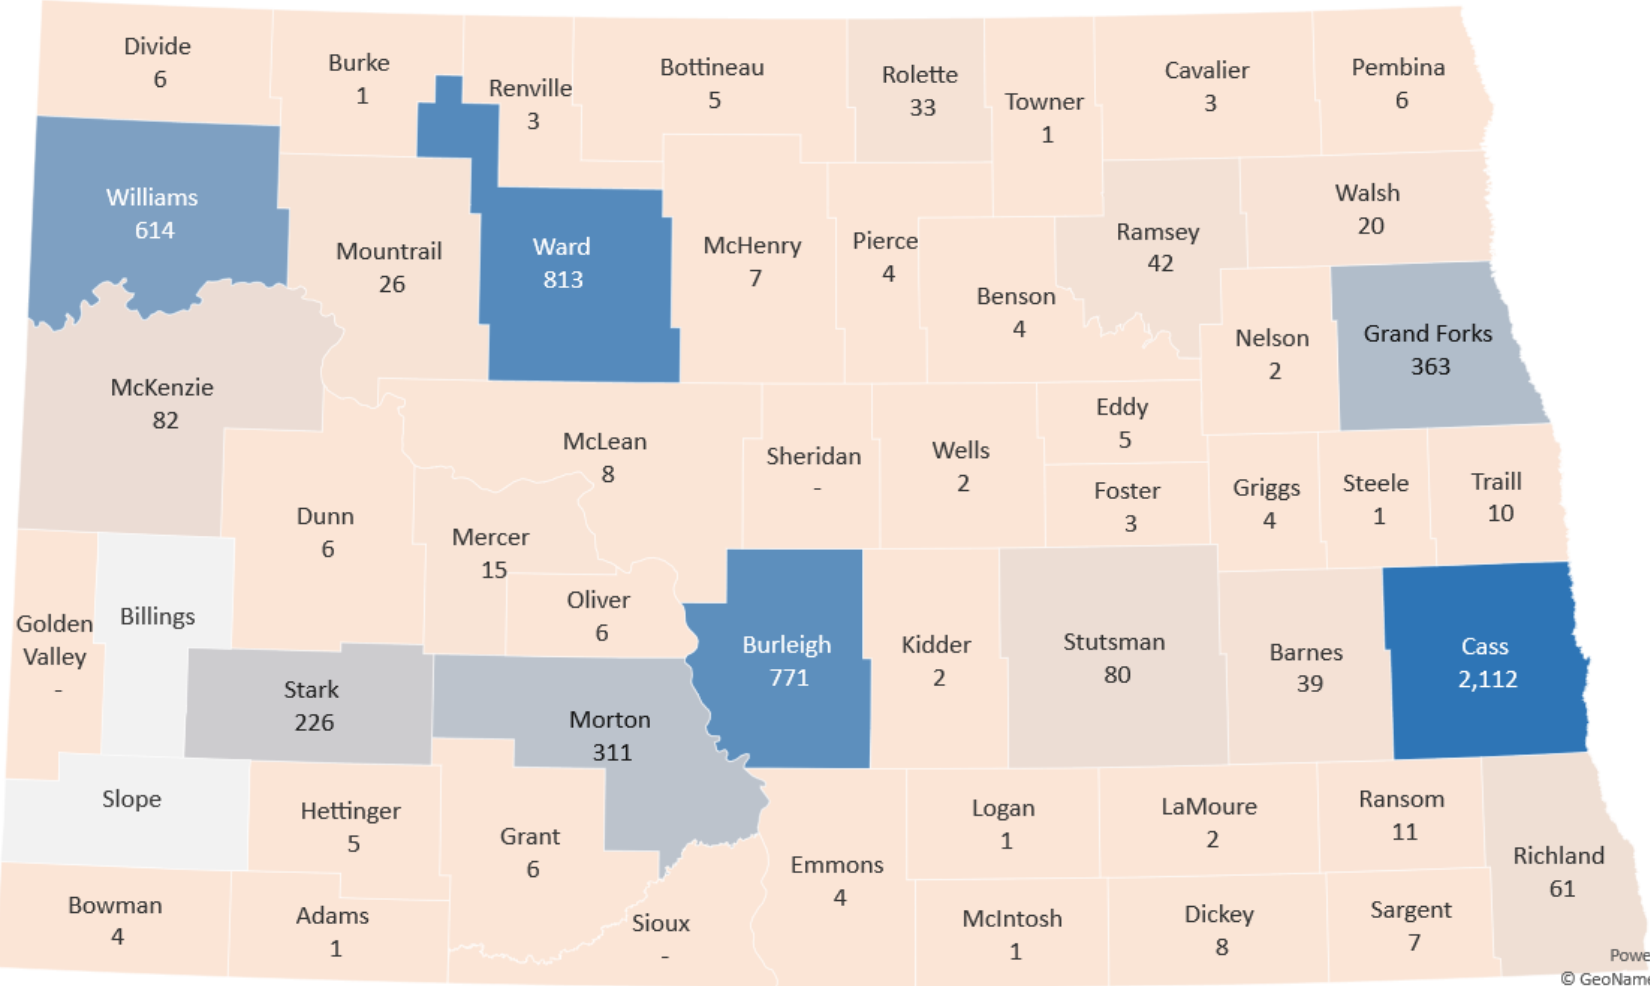 Divide
6
Burke
1
Renville
3
Bottineau
5
Rolette
33
Towner
1
Cavalier
3
Pembina
6
Williams
614
Mountrail
26
Ward
813
McHenry
7
Pierce
4
Benson
4
Ramsey
42
Walsh
20
Nelson
2
Grand Forks
363
McKenzie
82
McLean
8
Sheridan
-
Wells
2
Eddy
5
Foster
3
Griggs
4
Steele
1
Traill
10
Dunn
6
Mercer
15
Oliver
6
Golden
Valley
-
Billings
Stark
226
Morton
311
Burleigh
771
Kidder
2
Stutsman
80
Barnes
39
Cass
2,112
Slope
Hettinger
5
Grant
6
Emmons
4
Logan
1
LaMoure
2
Ransom
11
Richland
61
Bowman
4
Adams
1
Sioux
-
McIntosh
1
Dickey
8
Sargent
7
Powe
© GeoName